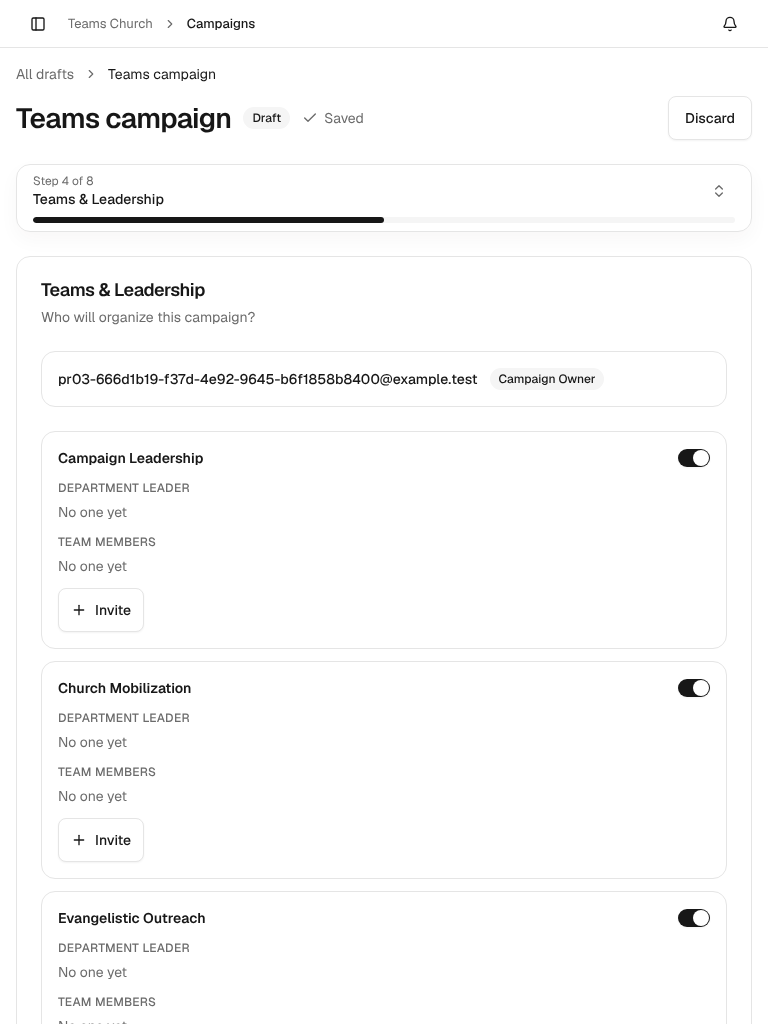 Teams Church > Campaigns
All drafts > Teams campaign
Teams campaign Draft Saved Discard
Step 4 of 8
Teams & Leadership
Teams & Leadership
Who will organize this campaign?
pr03-666d1b19-f37d-4e92-9645-b6f1858b8400@example.test Campaign Owner
Campaign Leadership
DEPARTMENT LEADER
No one yet
TEAM MEMBERS
No one yet
+ Invite
Church Mobilization
DEPARTMENT LEADER
No one yet
TEAM MEMBERS
No one yet
+ Invite
Evangelistic Outreach
DEPARTMENT LEADER
No one yet
TEAM MEMBERS